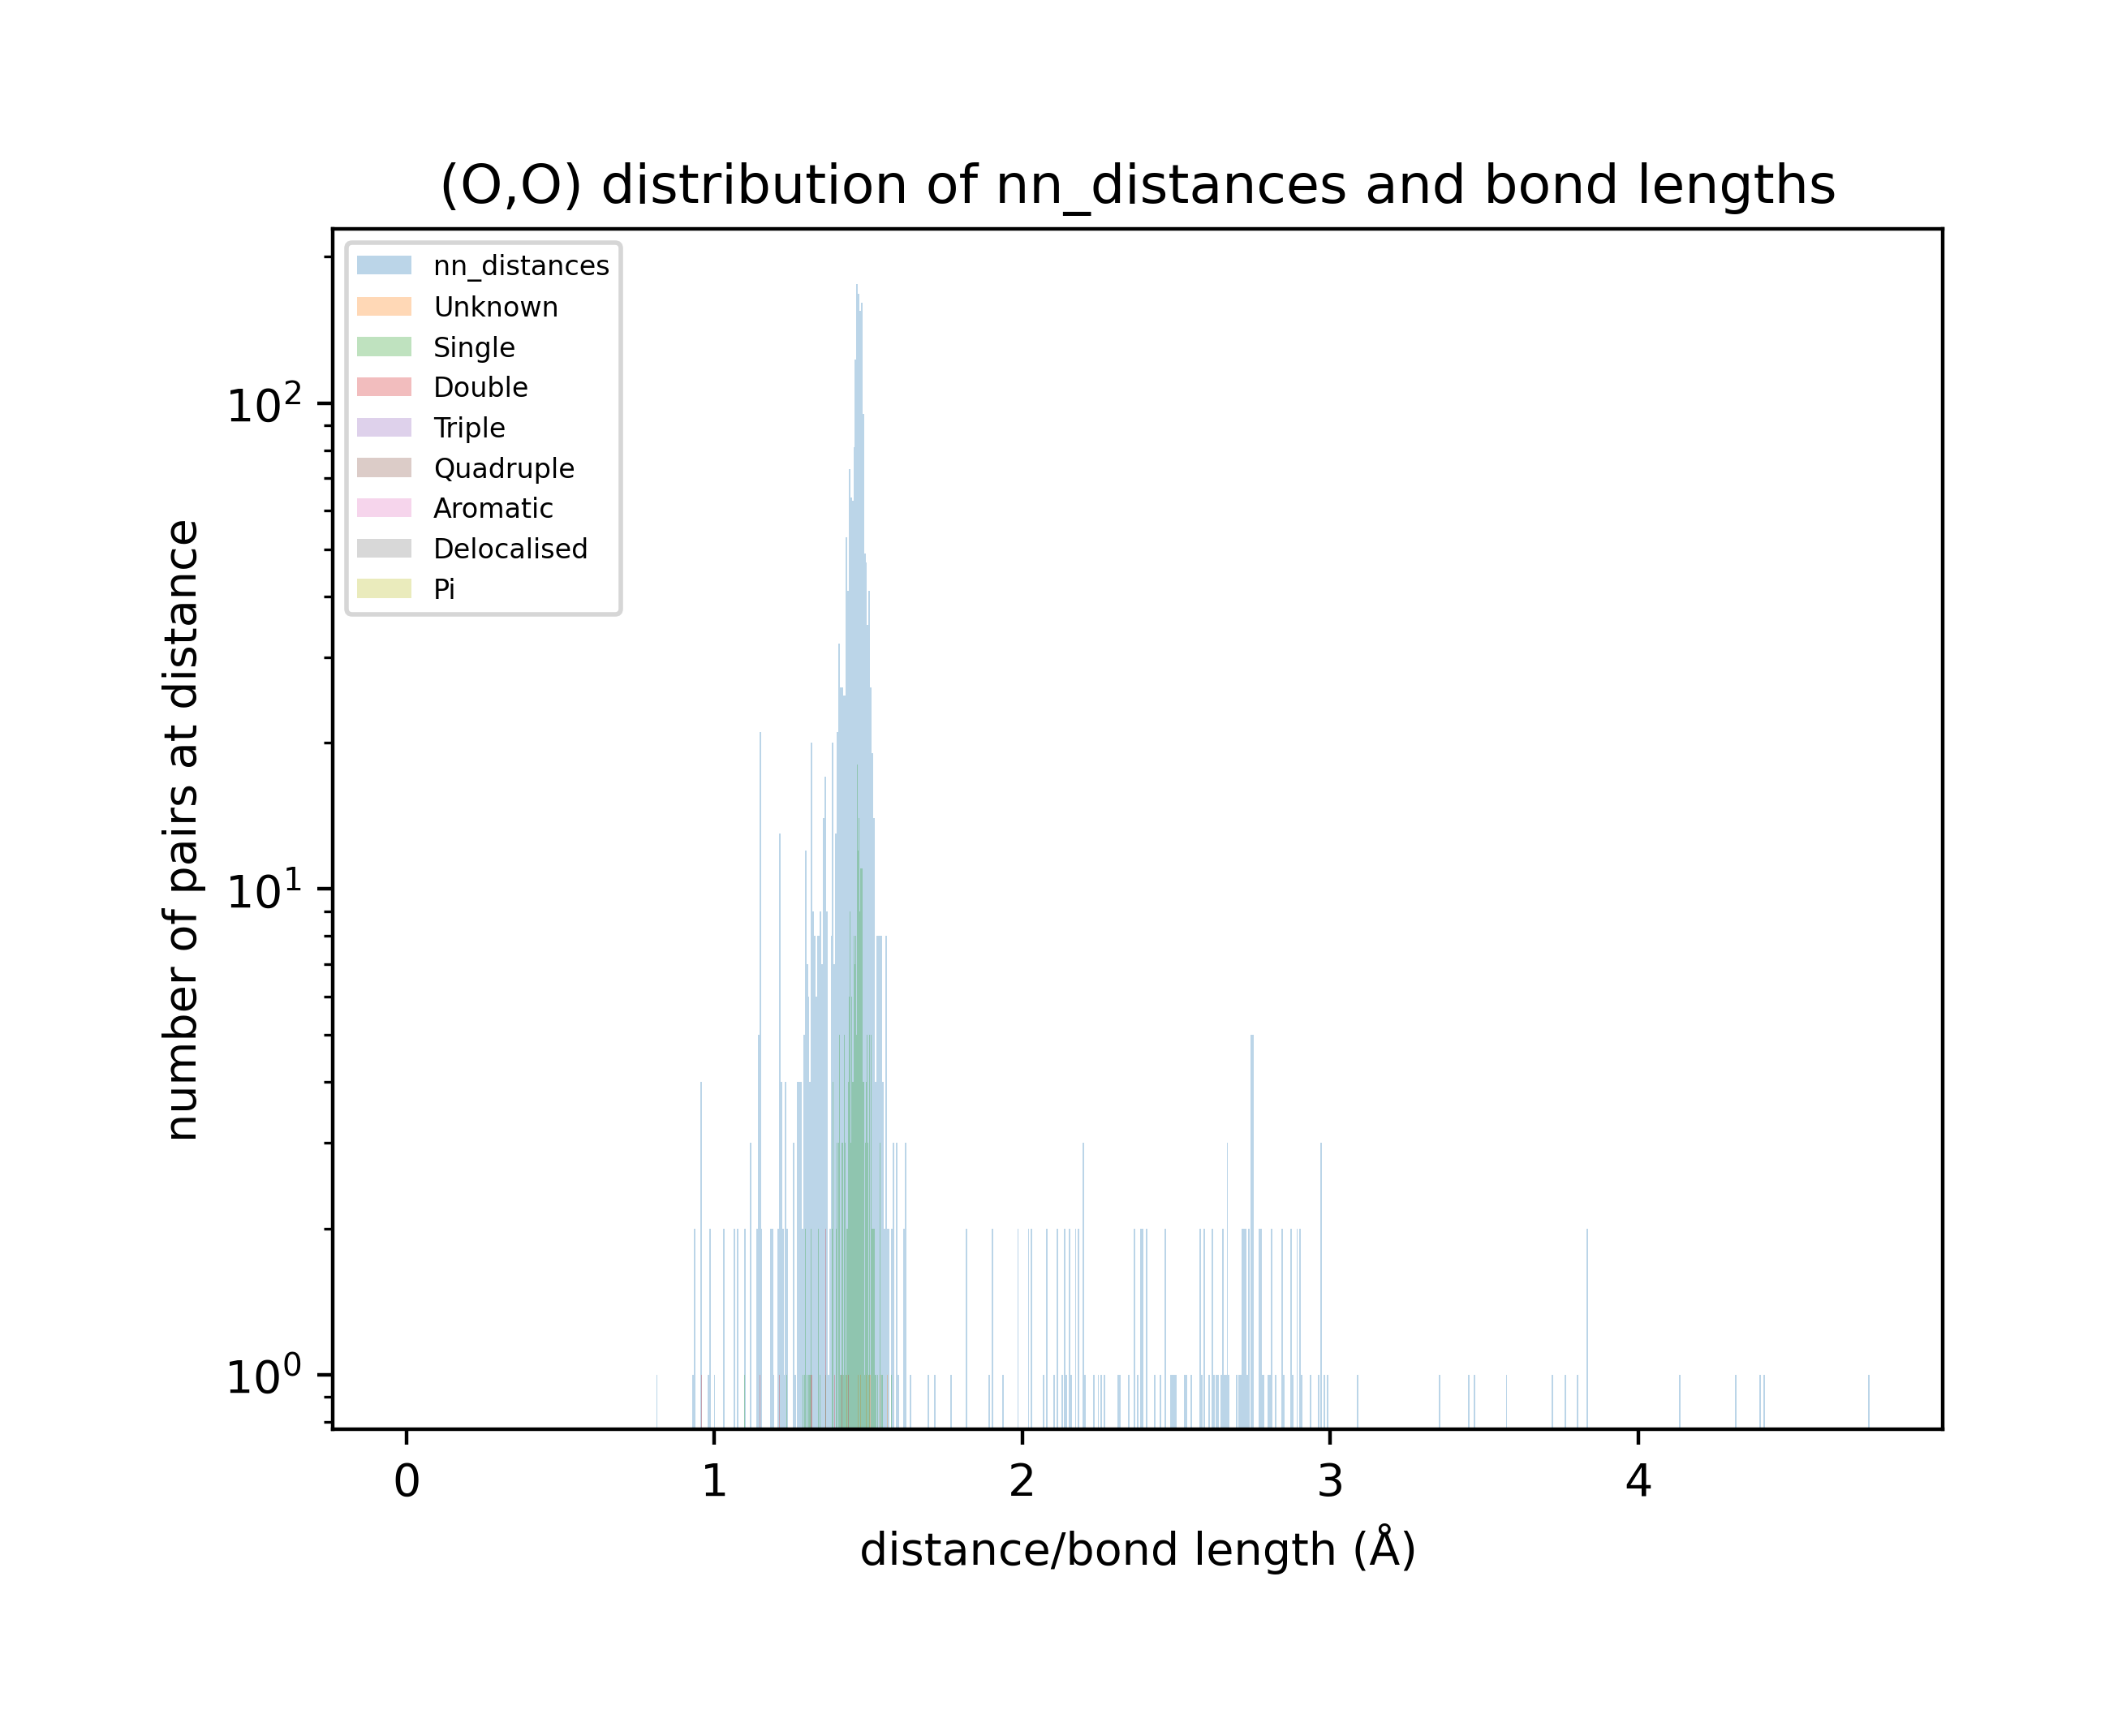 (O,O) distribution of nn_distances and bond lengths
nn_distances
Unknown
Single
Double
Triple
Quadruple
Aromatic
Delocalised
Pi
number of pairs at distance
10²
10¹
10⁰
0 1 2 3 4
distance/bond length (Å)